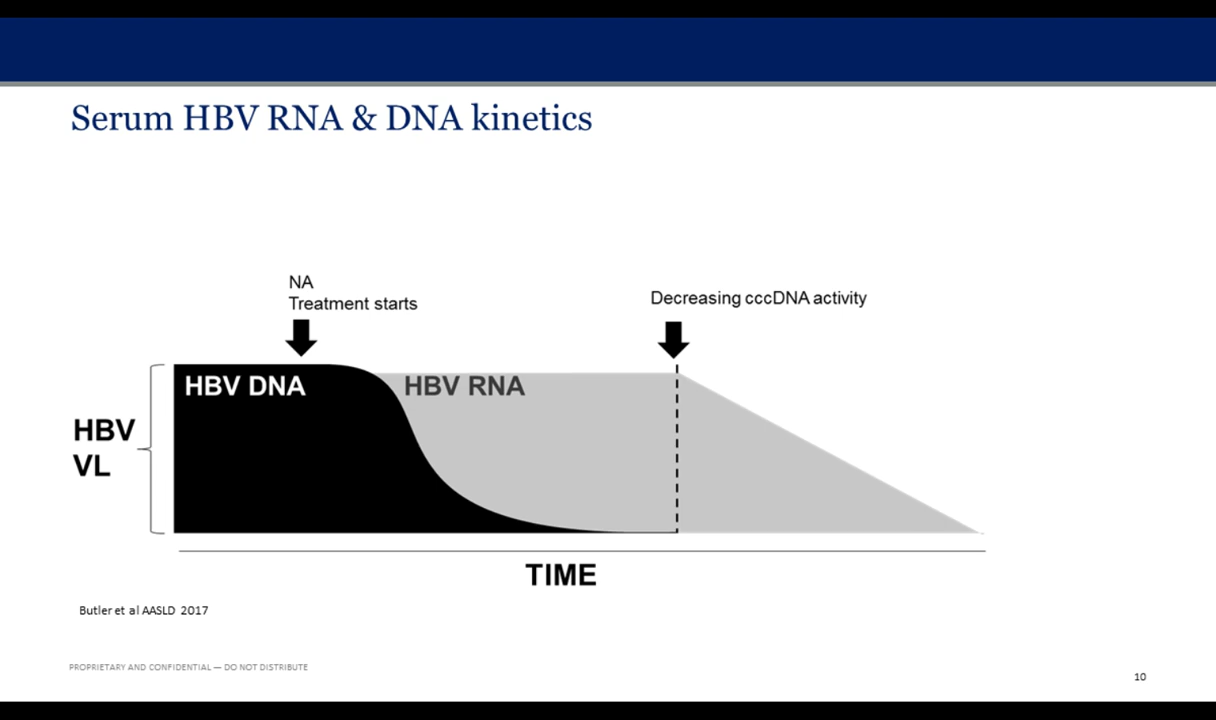 Serum HBV RNA & DNA kinetics
NA
Treatment starts
Decreasing cccDNA activity
HBV DNA
HBV RNA
HBV
VL
TIME
Butler et al AASLD 2017
PROPRIETARY AND CONFIDENTIAL — DO NOT DISTRIBUTE
10